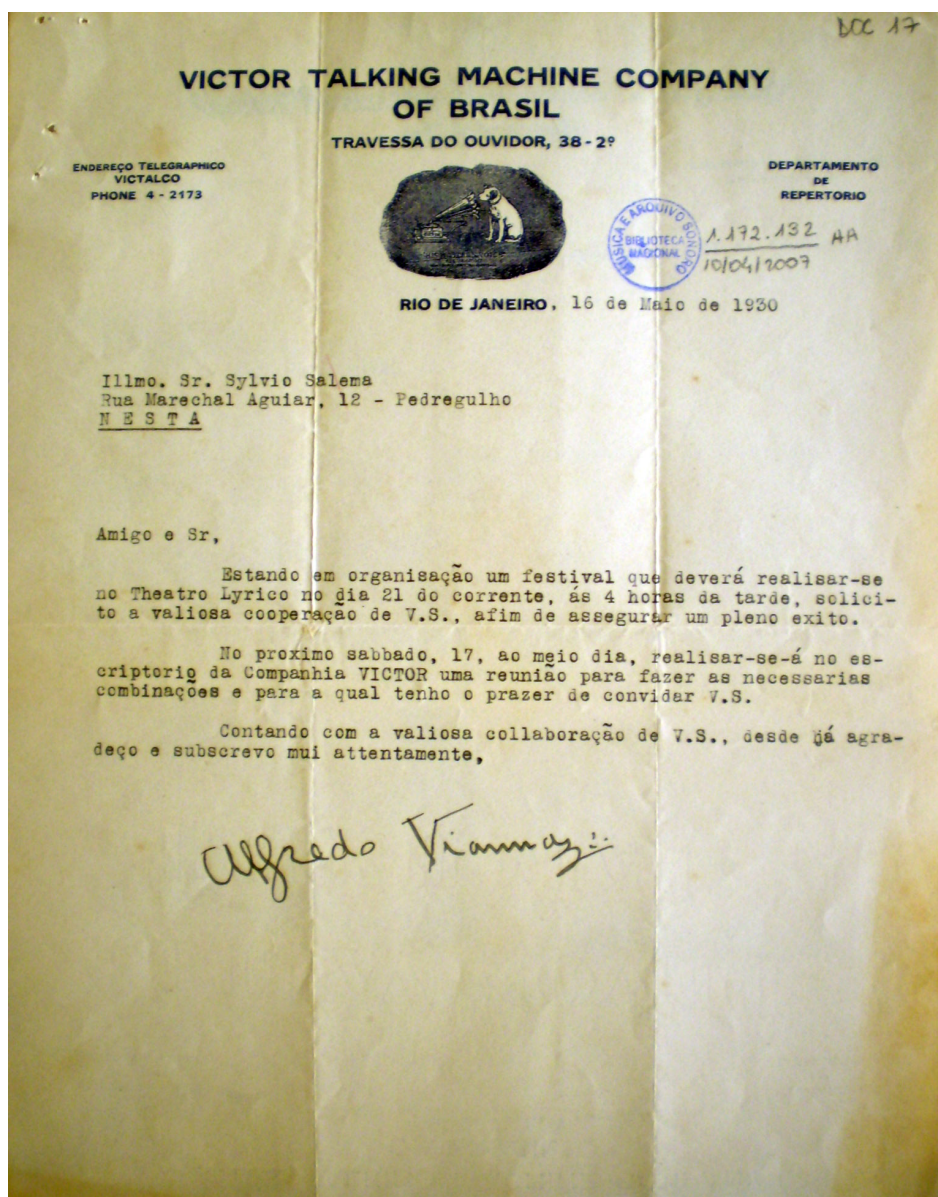 DOC 17
VICTOR TALKING MACHINE COMPANY
OF BRASIL
TRAVESSA DO OUVIDOR, 38-2º
ENDEREÇO TELEGRAPHICO
VICTALCO
PHONE 4-2173
DEPARTAMENTO
DE
REPERTORIO
MUSICA E ARQUIVO SONORO
BIBLIOTECA
NACIONAL
1.172.132 AA
10/04/2007
RIO DE JANEIRO, 16 de Maio de 1930
Illmo. Sr. Sylvio Salema
Rua Marechal Aguiar, 12 - Pedregulho
N E S T A
Amigo e Sr,
Estando em organisação um festival que deverá realisar-se
no Theatro Lyrico no dia 21 do corrente, ás 4 horas da tarde, solici-
to a valiosa cooperação de V.S., afim de assegurar um pleno exito.
No proximo sabbado, 17, ao meio dia, realisar-se-á no es-
criptorio da Companhia VICTOR uma reunião para fazer as necessarias
combinações e para a qual tenho o prazer de convidar V.S.
Contando com a valiosa collaboração de V.S., desde já agra-
deço e subscrevo mui attentamente,
Alfredo Vianna